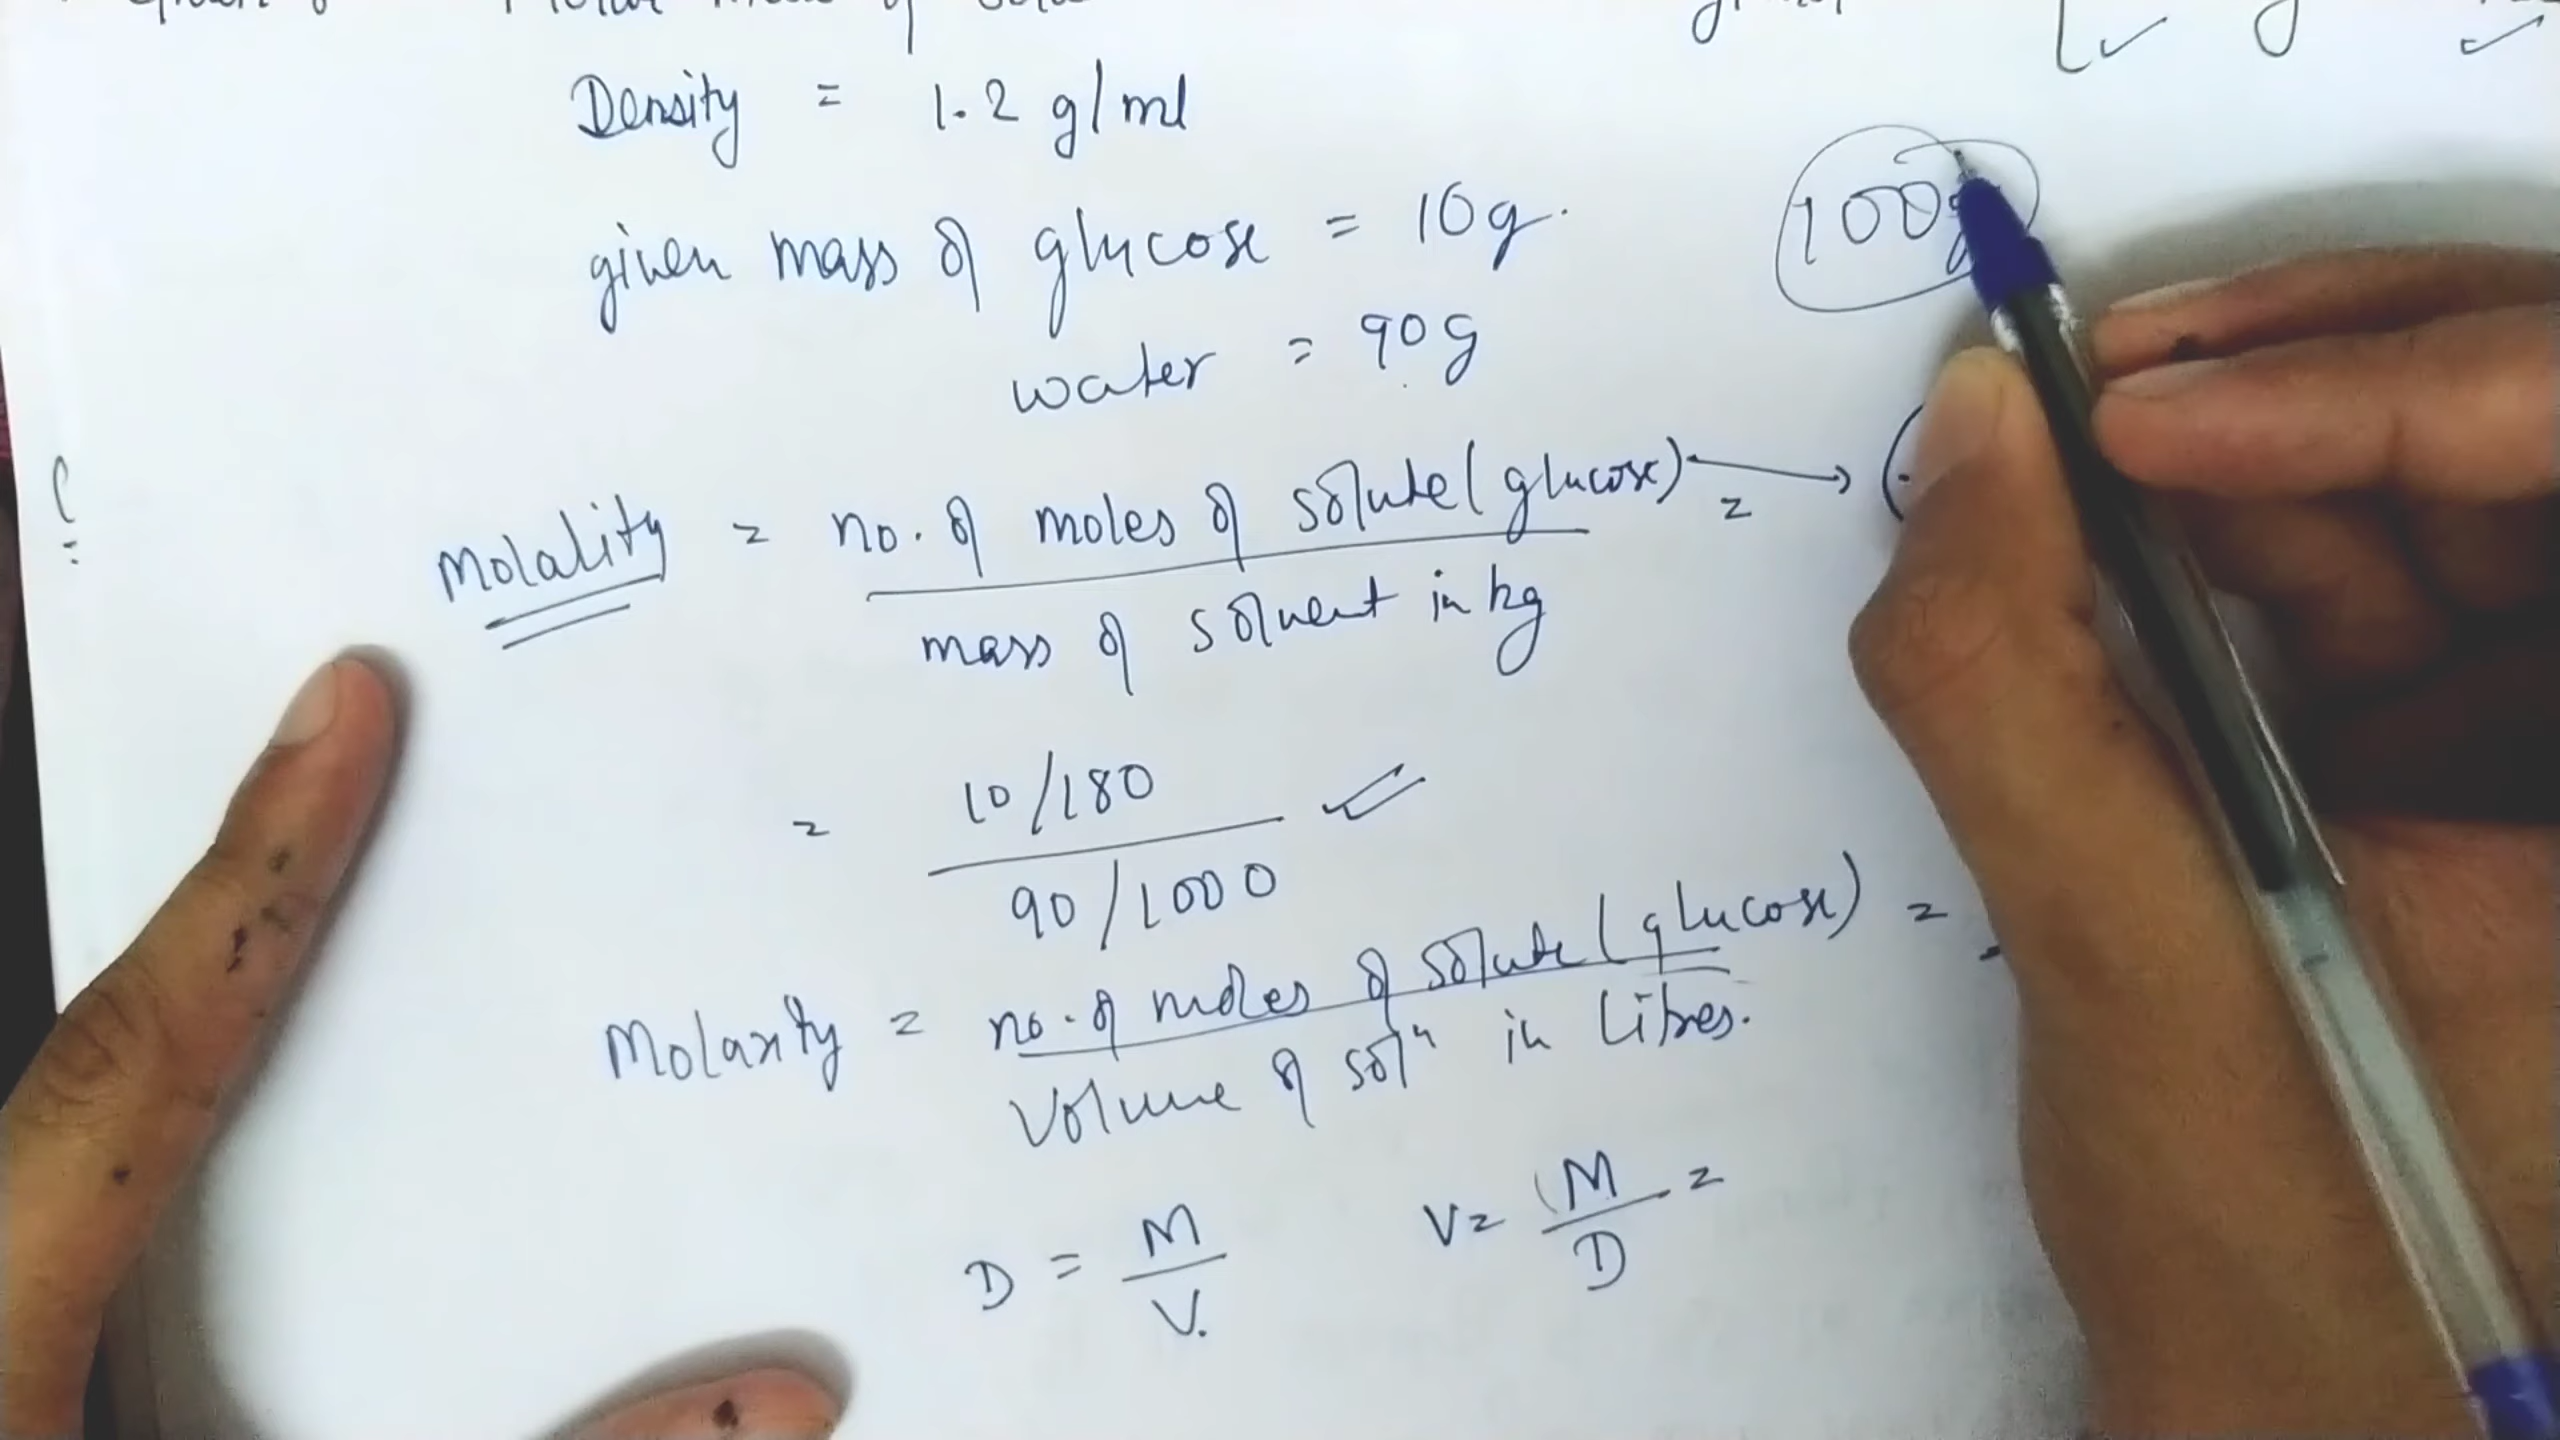 Density = 1.2 g/ml
given mass of glucose = 10g.
100g
water = 90g
Molality = no. of moles of solute (glucose) =
mass of solvent in kg
= 10/180
90/1000
Molarity = no. of moles of solute (glucose) =
Volume of solⁿ in litres.
D = M
V.
V = M =
D